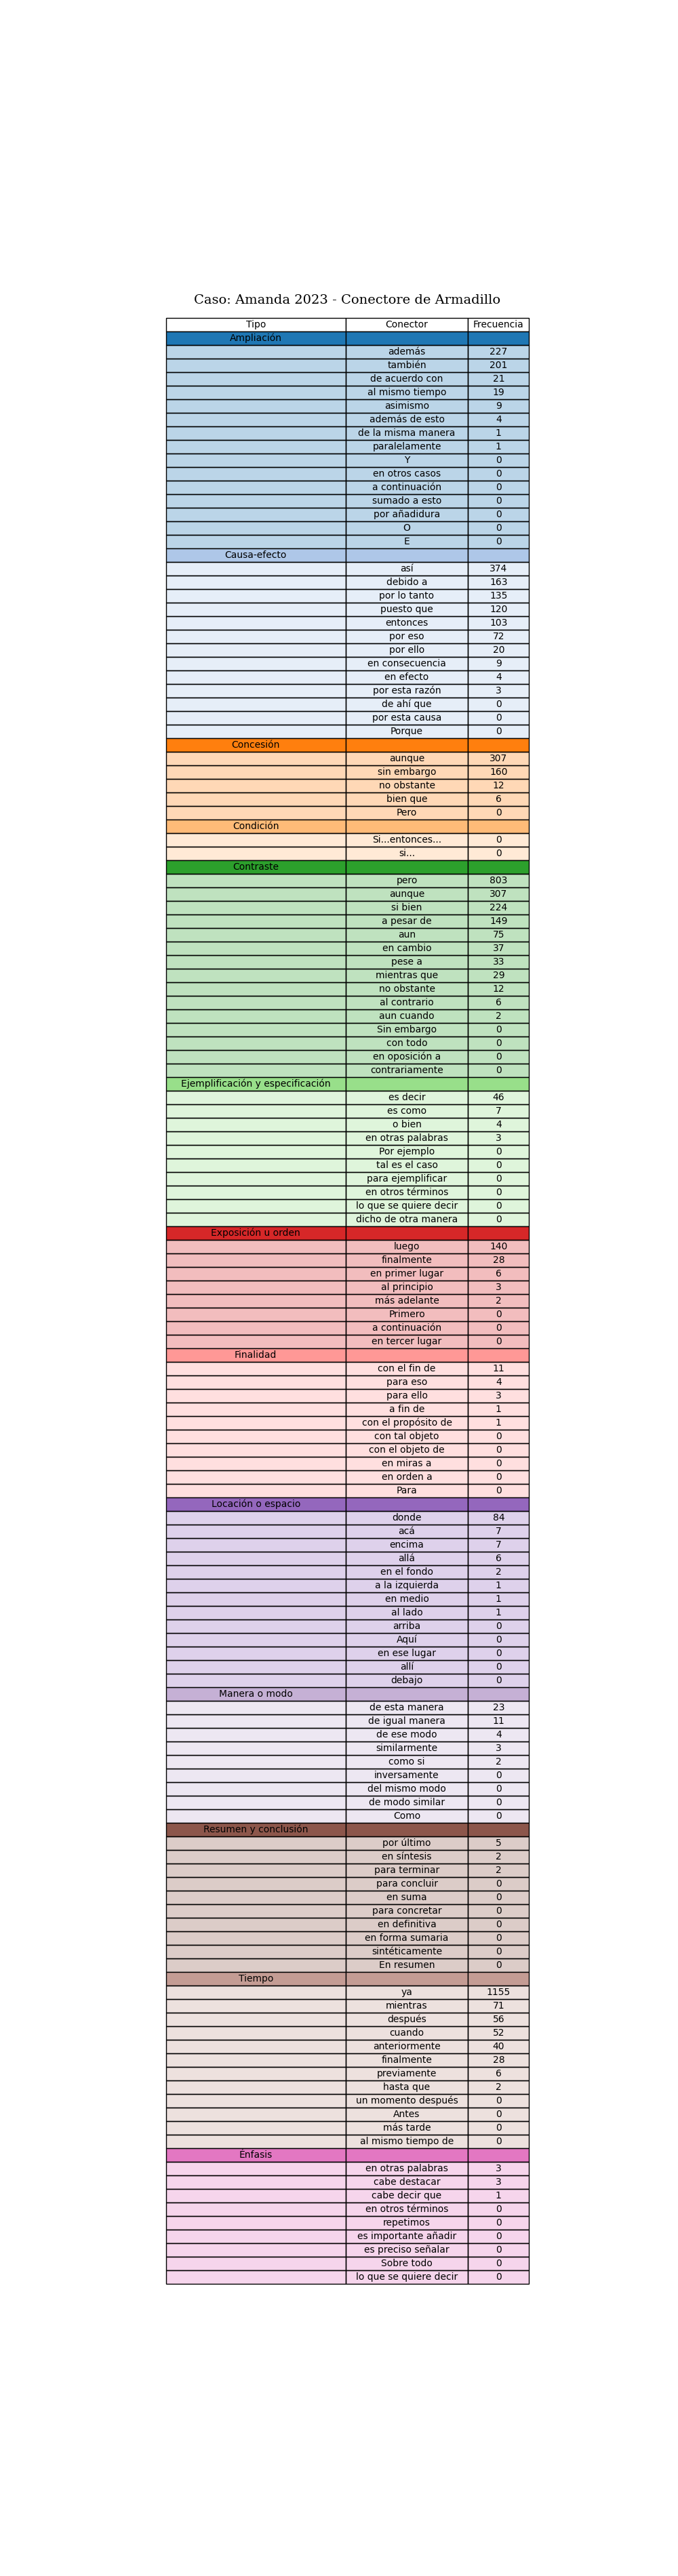 Caso: Amanda 2023 - Conectore de Armadillo
Tipo Conector Frecuencia
Ampliación
además 227
también 201
de acuerdo con 21
al mismo tiempo 19
asimismo 9
además de esto 4
de la misma manera 1
paralelamente 1
Y 0
en otros casos 0
a continuación 0
sumado a esto 0
por añadidura 0
O 0
E 0
Causa-efecto
así 374
debido a 163
por lo tanto 135
puesto que 120
entonces 103
por eso 72
por ello 20
en consecuencia 9
en efecto 4
por esta razón 3
de ahí que 0
por esta causa 0
Porque 0
Concesión
aunque 307
sin embargo 160
no obstante 12
bien que 6
Pero 0
Condición
Si...entonces... 0
si... 0
Contraste
pero 803
aunque 307
si bien 224
a pesar de 149
aun 75
en cambio 37
pese a 33
mientras que 29
no obstante 12
al contrario 6
aun cuando 2
Sin embargo 0
con todo 0
en oposición a 0
contrariamente 0
Ejemplificación y especificación
es decir 46
es como 7
o bien 4
en otras palabras 3
Por ejemplo 0
tal es el caso 0
para ejemplificar 0
en otros términos 0
lo que se quiere decir 0
dicho de otra manera 0
Exposición u orden
luego 140
finalmente 28
en primer lugar 6
al principio 3
más adelante 2
Primero 0
a continuación 0
en tercer lugar 0
Finalidad
con el fin de 11
para eso 4
para ello 3
a fin de 1
con el propósito de 1
con tal objeto 0
con el objeto de 0
en miras a 0
en orden a 0
Para 0
Locación o espacio
donde 84
acá 7
encima 7
allá 6
en el fondo 2
a la izquierda 1
en medio 1
al lado 1
arriba 0
Aquí 0
en ese lugar 0
allí 0
debajo 0
Manera o modo
de esta manera 23
de igual manera 11
de ese modo 4
similarmente 3
como si 2
inversamente 0
del mismo modo 0
de modo similar 0
Como 0
Resumen y conclusión
por último 5
en síntesis 2
para terminar 2
para concluir 0
en suma 0
para concretar 0
en definitiva 0
en forma sumaria 0
sintéticamente 0
En resumen 0
Tiempo
ya 1155
mientras 71
después 56
cuando 52
anteriormente 40
finalmente 28
previamente 6
hasta que 2
un momento después 0
Antes 0
más tarde 0
al mismo tiempo de 0
Énfasis
en otras palabras 3
cabe destacar 3
cabe decir que 1
en otros términos 0
repetimos 0
es importante añadir 0
es preciso señalar 0
Sobre todo 0
lo que se quiere decir 0